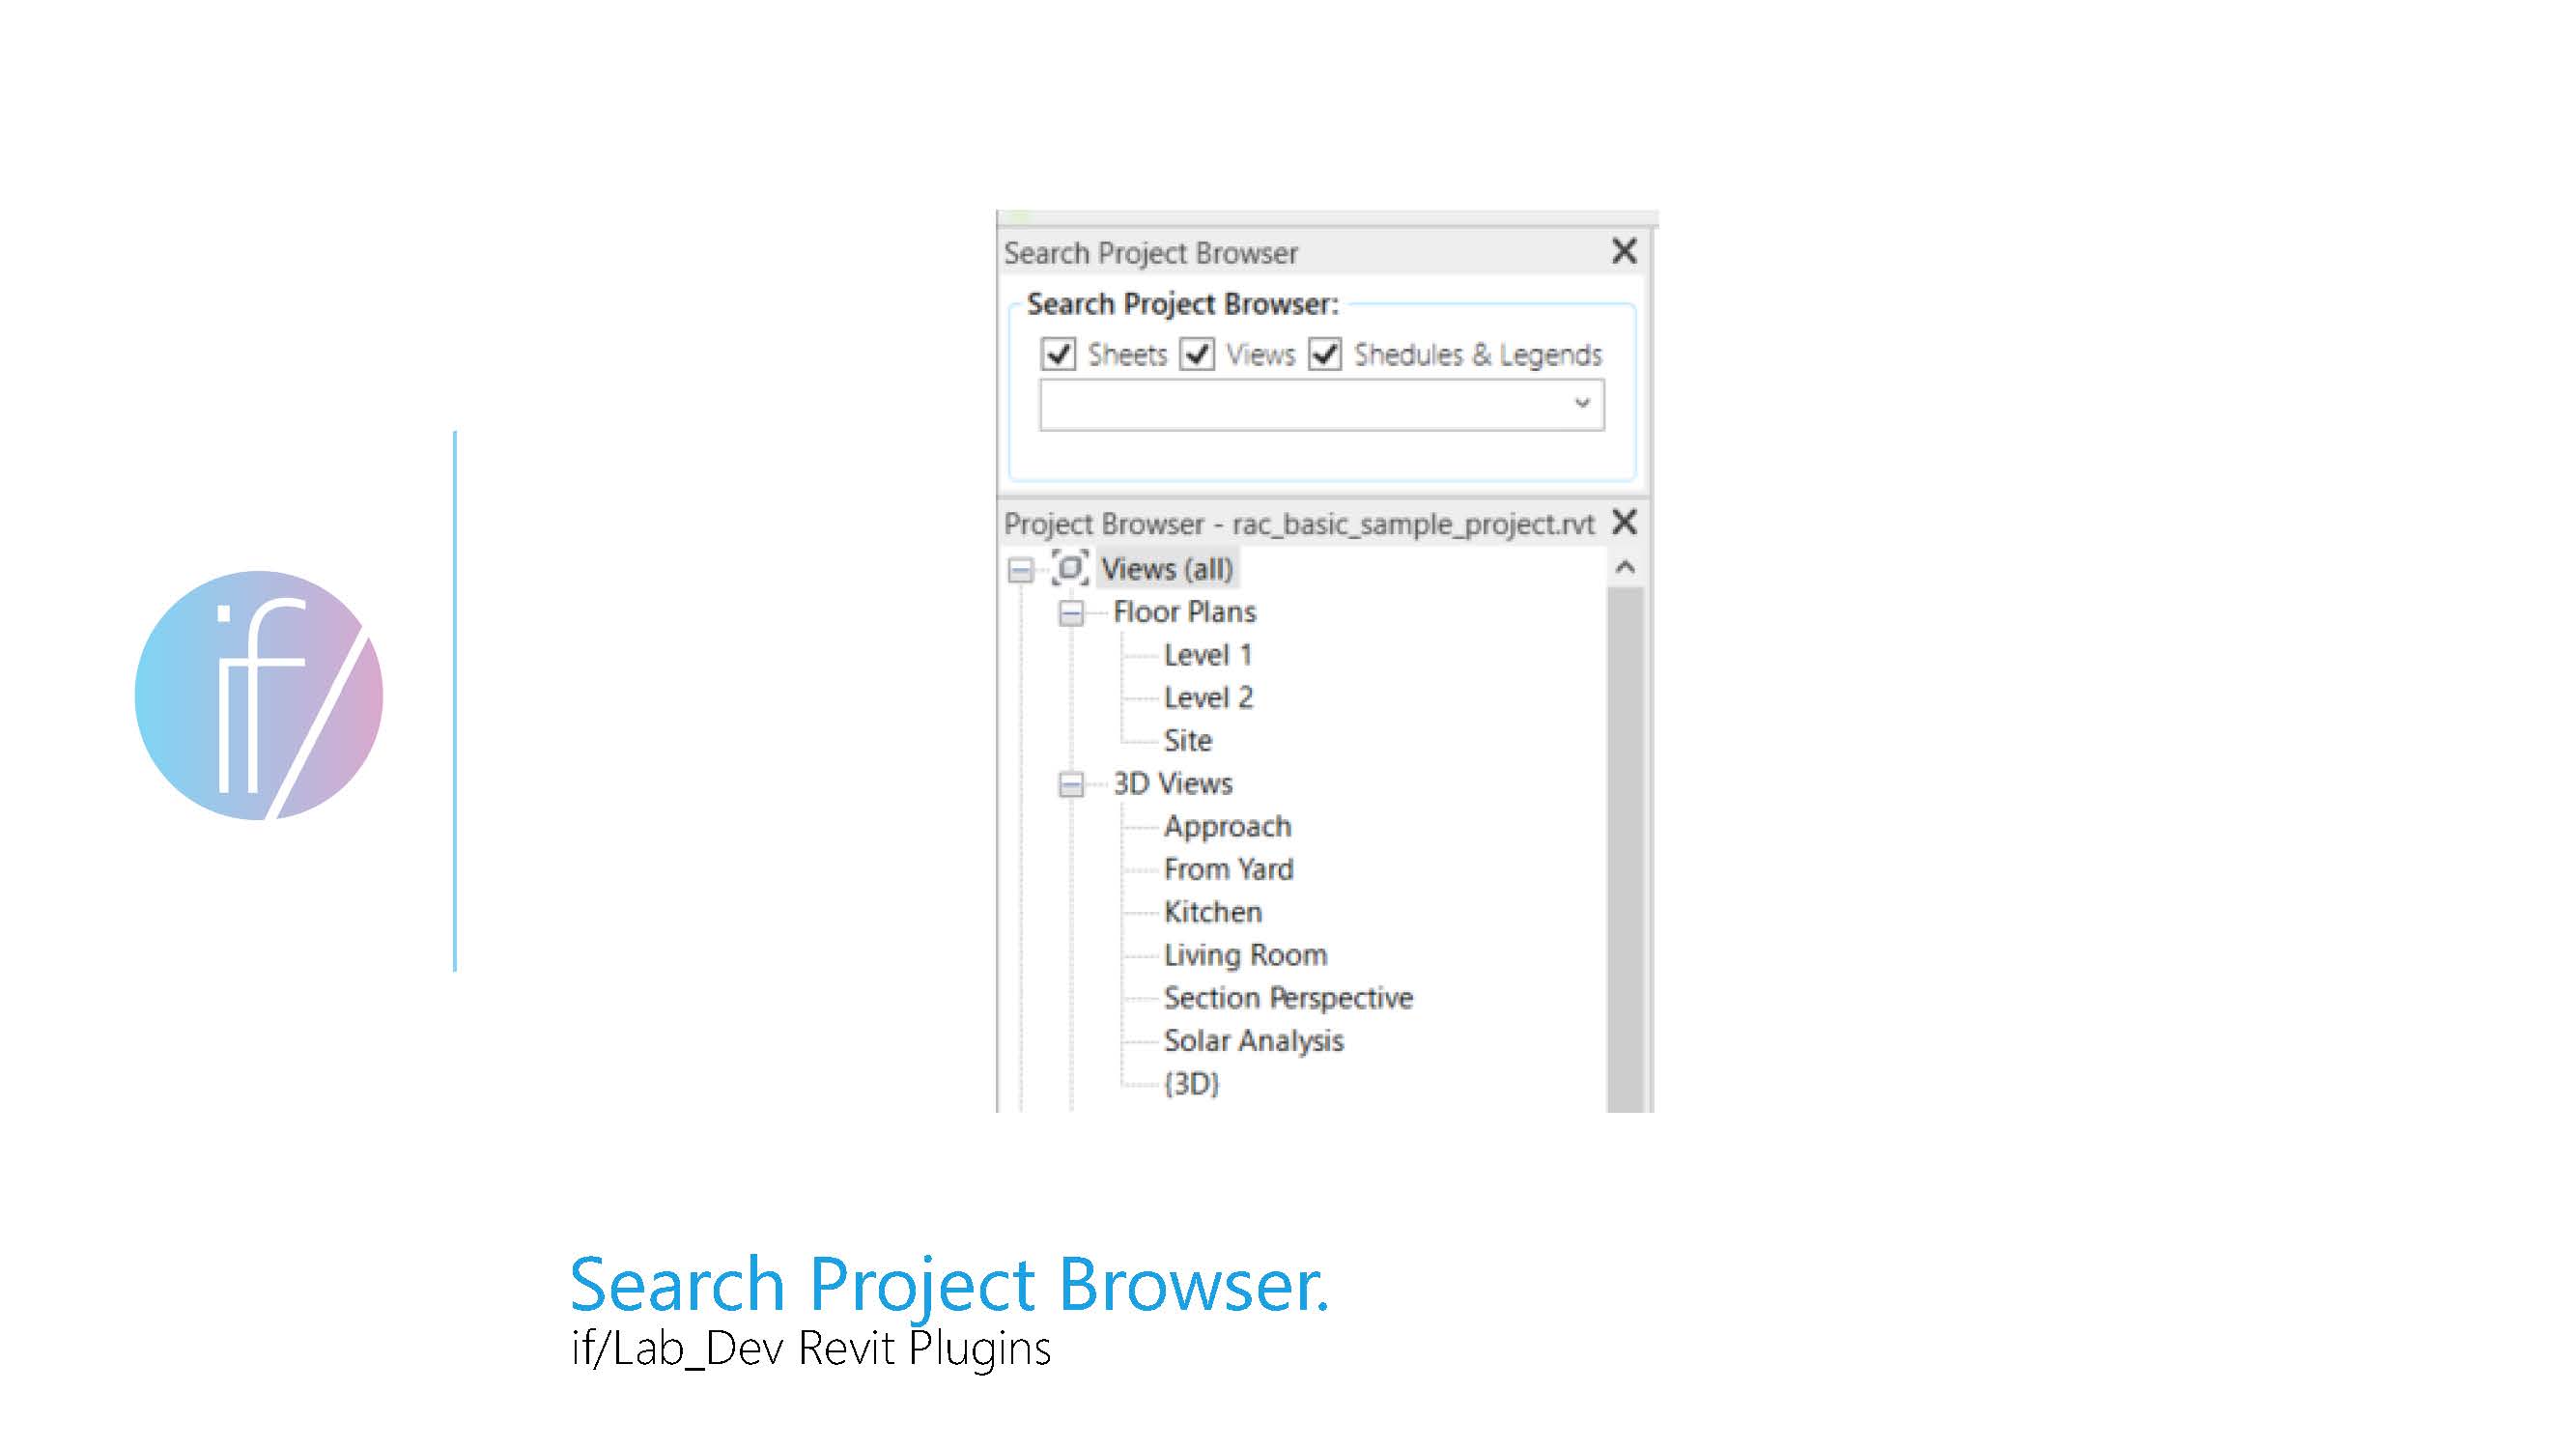 Search Project Browser
Search Project Browser:
Sheets Views Shedules & Legends
Project Browser - rac_basic_sample_project.rvt
Views (all)
Floor Plans
Level 1
Level 2
Site
3D Views
Approach
From Yard
Kitchen
Living Room
Section Perspective
Solar Analysis
{3D}
if/
Search Project Browser.
if/Lab_Dev Revit Plugins